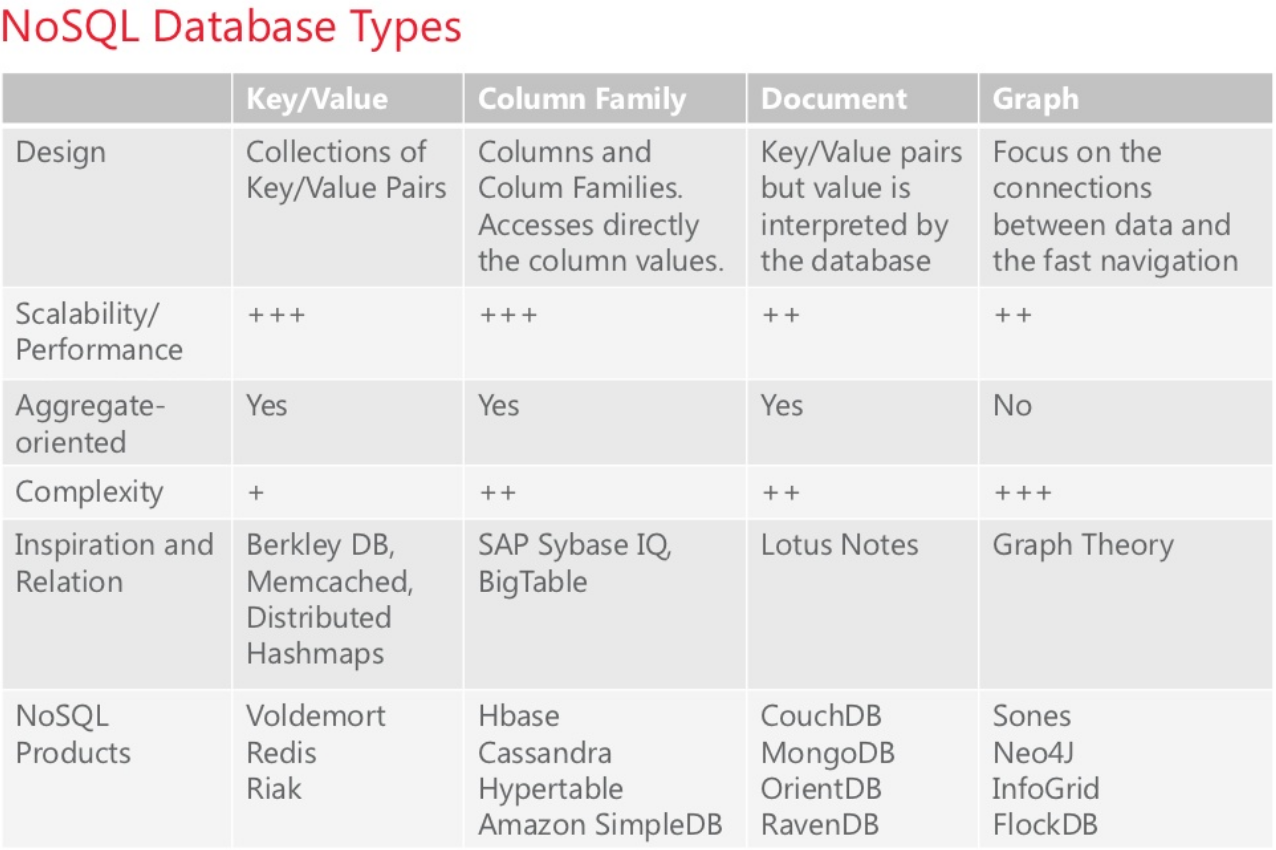 NoSQL Database Types
Key/Value
Column Family
Document
Graph
Design
Collections of
Key/Value Pairs
Columns and
Colum Families.
Accesses directly
the column values.
Key/Value pairs
but value is
interpreted by
the database
Focus on the
connections
between data and
the fast navigation
Scalability/
Performance
+++
+++
++
++
Aggregate-
oriented
Yes
Yes
Yes
No
Complexity
+
++
++
+++
Inspiration and
Relation
Berkley DB,
Memcached,
Distributed
Hashmaps
SAP Sybase IQ,
BigTable
Lotus Notes
Graph Theory
NoSQL
Products
Voldemort
Redis
Riak
Hbase
Cassandra
Hypertable
Amazon SimpleDB
CouchDB
MongoDB
OrientDB
RavenDB
Sones
Neo4J
InfoGrid
FlockDB